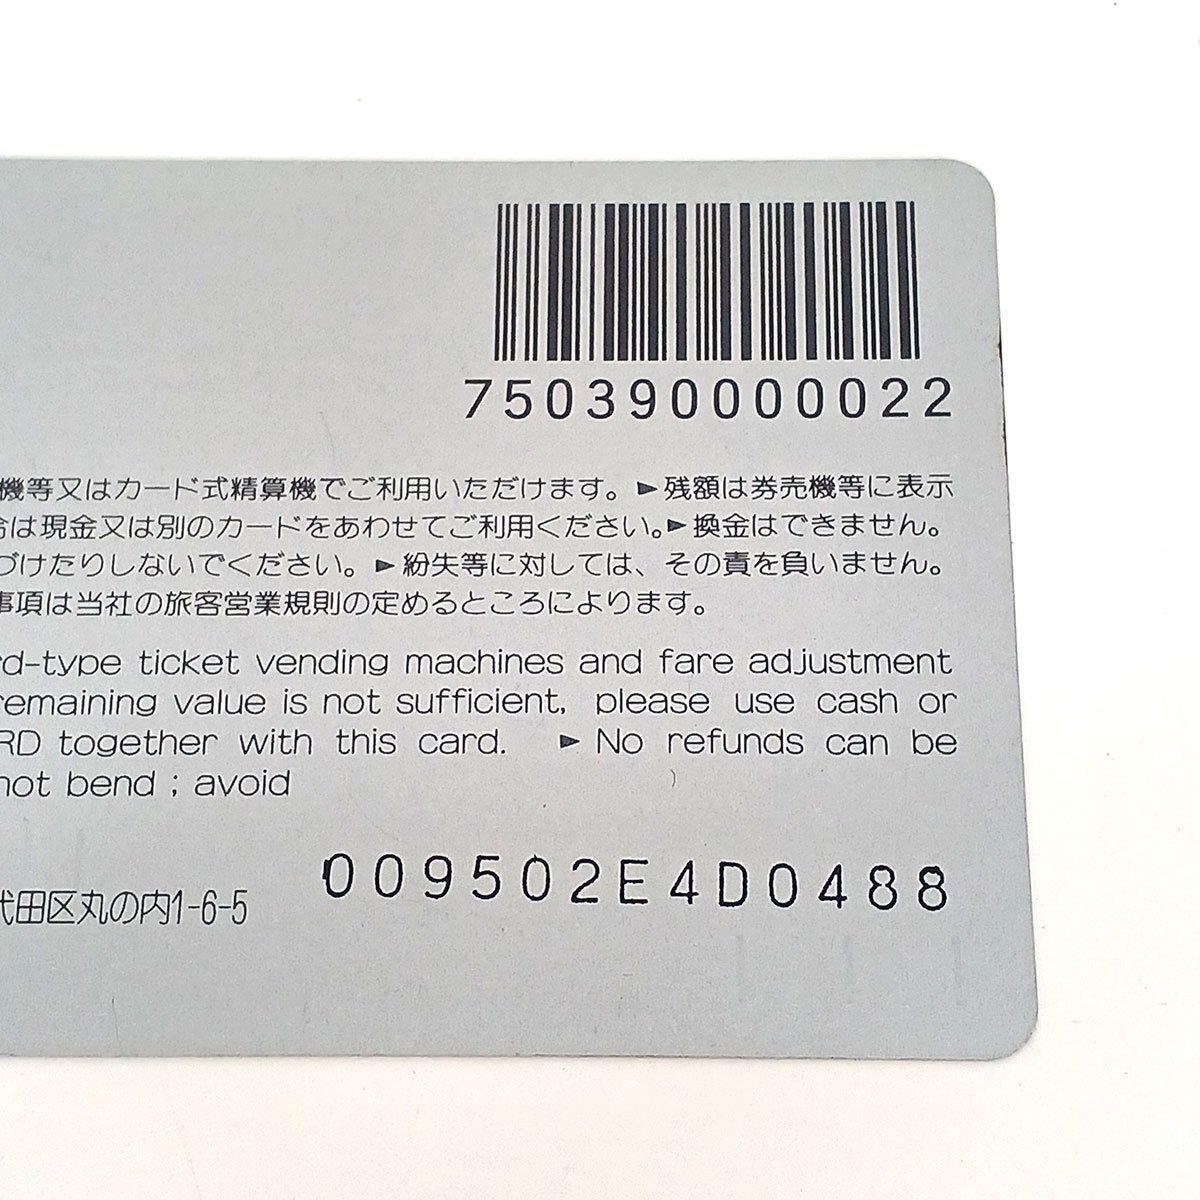 750390000022
機等又はカード式精算機でご利用いただけます。►残額は券売機等に表示
は現金又は別のカードをあわせてご利用ください。►換金はできません。
づけたりしないでください。►紛失等に対しては、その責を負いません。
事項は当社の旅客営業規則の定めるところによります。
rd-type ticket vending machines and fare adjustment
remaining value is not sufficient, please use cash or
RD together with this card. ►No refunds can be
not bend ; avoid
代田区丸の内1-6-5
009502E4D0488